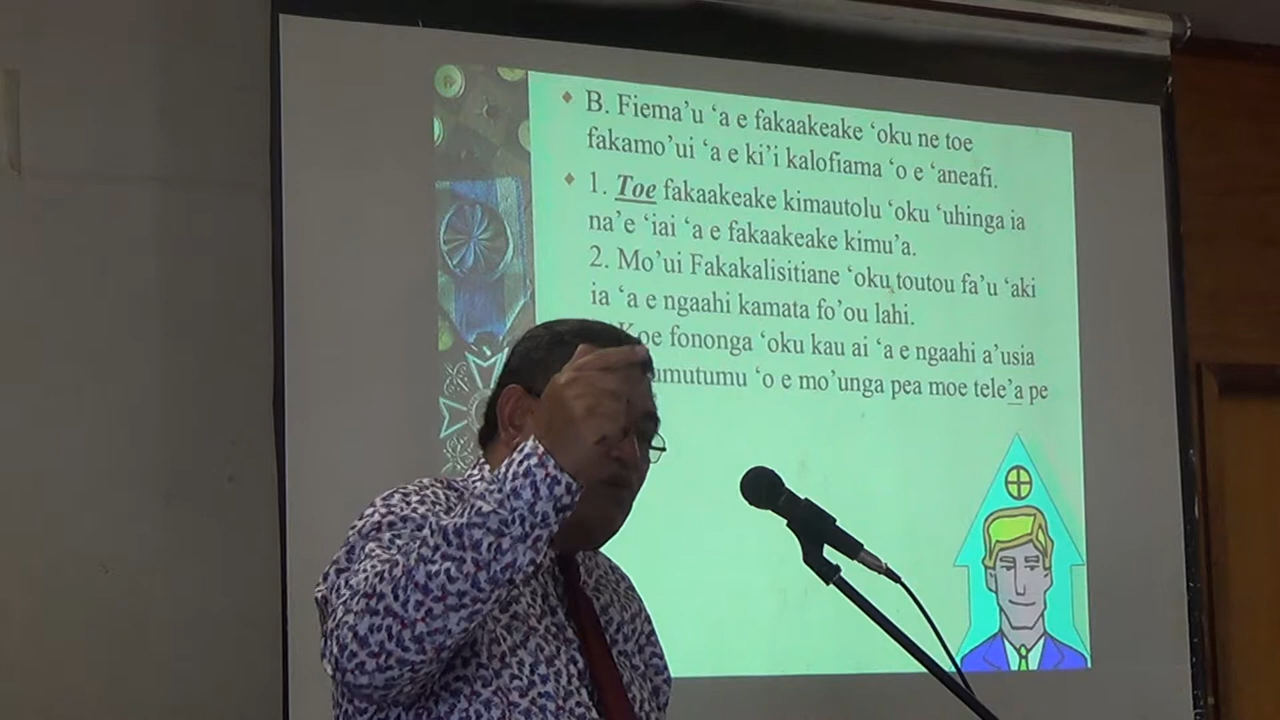 B. Fiema’u ‘a e fakaakeake ‘oku ne toe
fakamo’ui ‘a e ki’i kalofiama ‘o e ‘aneafi.
1. Toe fakaakeake kimautolu ‘oku ‘uhinga ia
na’e ‘iai ‘a e fakaakeake kimu’a.
2. Mo’ui Fakakalisitiane ‘oku toutou fa’u ‘aki
ia ‘a e ngaahi kamata fo’ou lahi.
fononga ‘oku kau ai ‘a e ngaahi a’usia
‘o e mo’unga pea moe tele’a pe